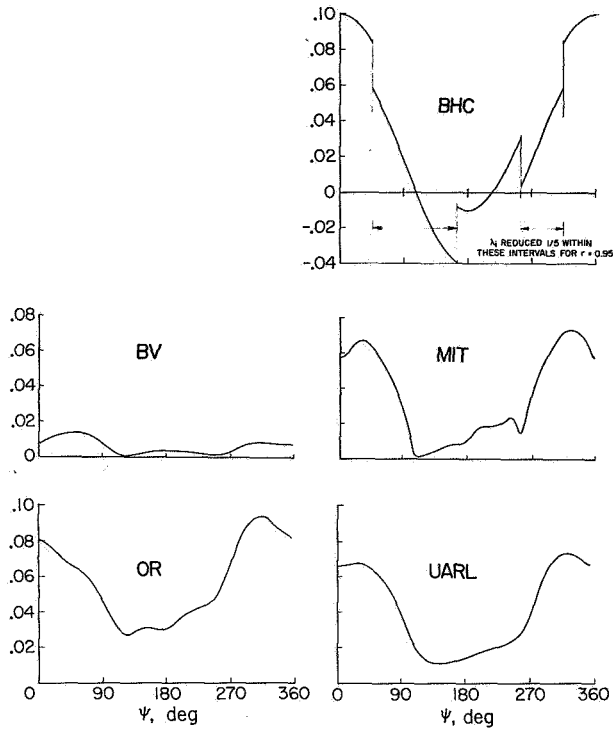 .10
.08
.06
.04
.02
0
-.02
-.04
BHC
λi REDUCED 1/5 WITHIN
THESE INTERVALS FOR r = 0.95
.08
.06
.04
.02
0
BV
MIT
.10
.08
.06
.04
.02
OR
UARL
0 90 180 270 360
ψ, deg
0 90 180 270 360
ψ, deg